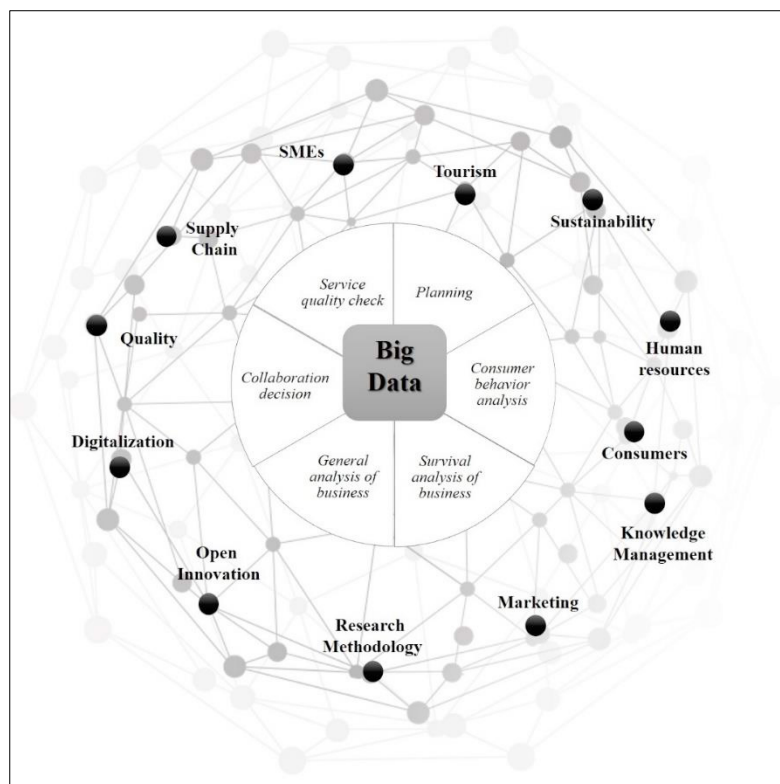 SMEs
Tourism
Sustainability
Supply
Chain
Service
quality check
Planning
Quality
Big
Data
Human
resources
Collaboration
decision
Consumer
behavior
analysis
Digitalization
Consumers
General
analysis of
business
Survival
analysis of
business
Knowledge
Management
Open
Innovation
Marketing
Research
Methodology